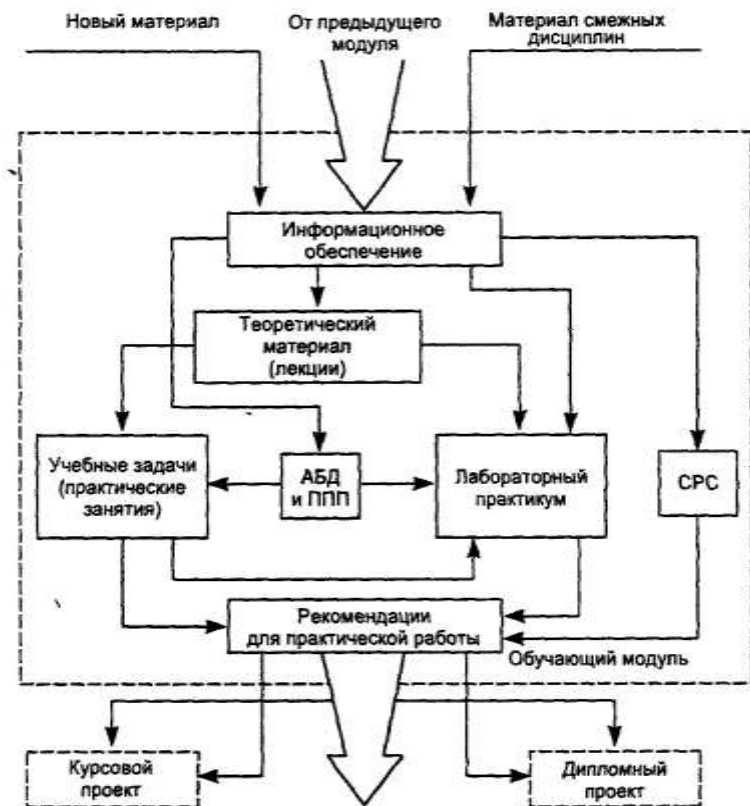 Новый материал
От предыдущего
модуля
Материал смежных
дисциплин
Информационное
обеспечение
Теоретический
материал
(лекции)
Учебные задачи
(практические
занятия)
АБД
и ППП
Лабораторный
практикум
СРС
Рекомендации
для практической работы
Обучающий модуль
Курсовой
проект
Дипломный
проект